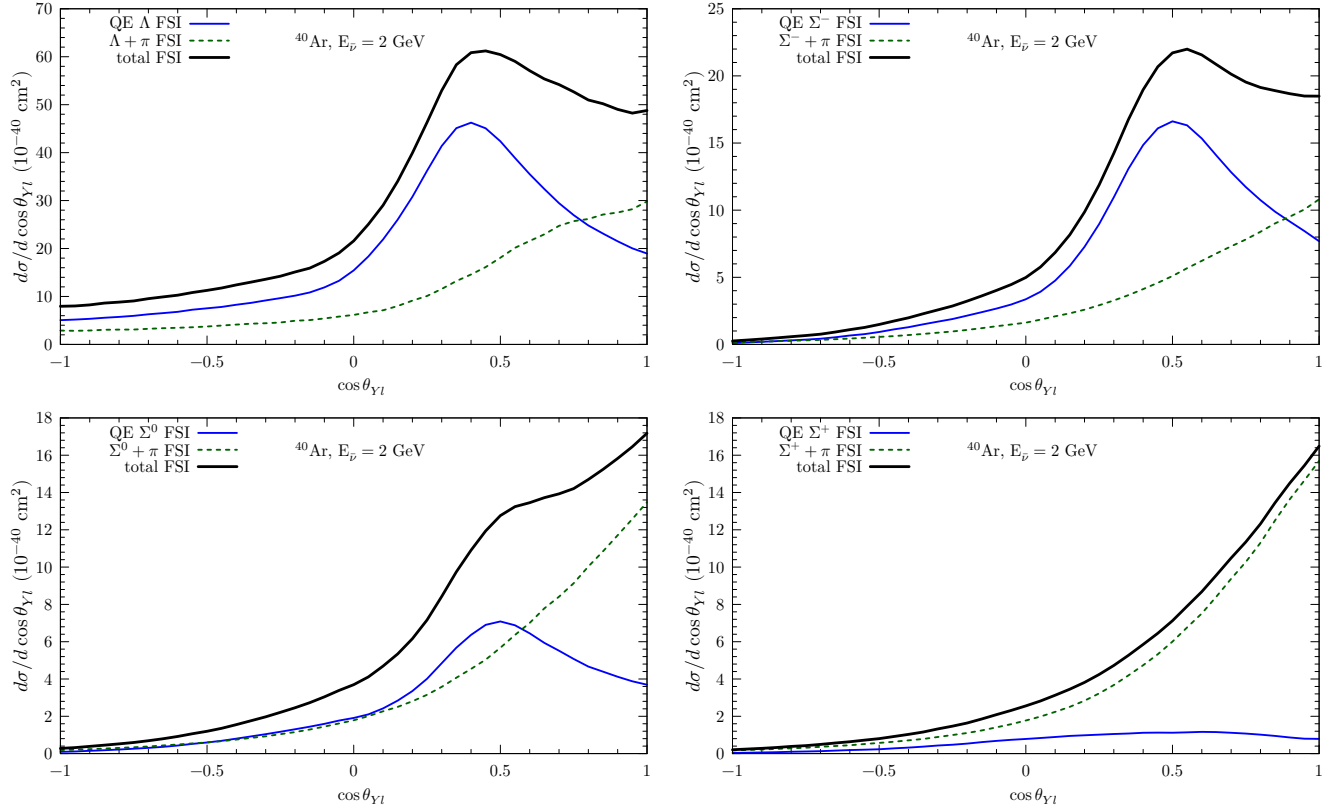 QE Λ FSI
Λ + π FSI
total FSI
⁴⁰Ar, E_ν̄ = 2 GeV
dσ/d cos θ_Yl (10⁻⁴⁰ cm²)
70
60
50
40
30
20
10
0
−1 −0.5 0 0.5 1
cos θ_Yl
QE Σ⁻ FSI
Σ⁻ + π FSI
total FSI
⁴⁰Ar, E_ν̄ = 2 GeV
dσ/d cos θ_Yl (10⁻⁴⁰ cm²)
25
20
15
10
5
0
−1 −0.5 0 0.5 1
cos θ_Yl
QE Σ⁰ FSI
Σ⁰ + π FSI
total FSI
⁴⁰Ar, E_ν̄ = 2 GeV
dσ/d cos θ_Yl (10⁻⁴⁰ cm²)
18
16
14
12
10
8
6
4
2
0
−1 −0.5 0 0.5 1
cos θ_Yl
QE Σ⁺ FSI
Σ⁺ + π FSI
total FSI
⁴⁰Ar, E_ν̄ = 2 GeV
dσ/d cos θ_Yl (10⁻⁴⁰ cm²)
18
16
14
12
10
8
6
4
2
0
−1 −0.5 0 0.5 1
cos θ_Yl